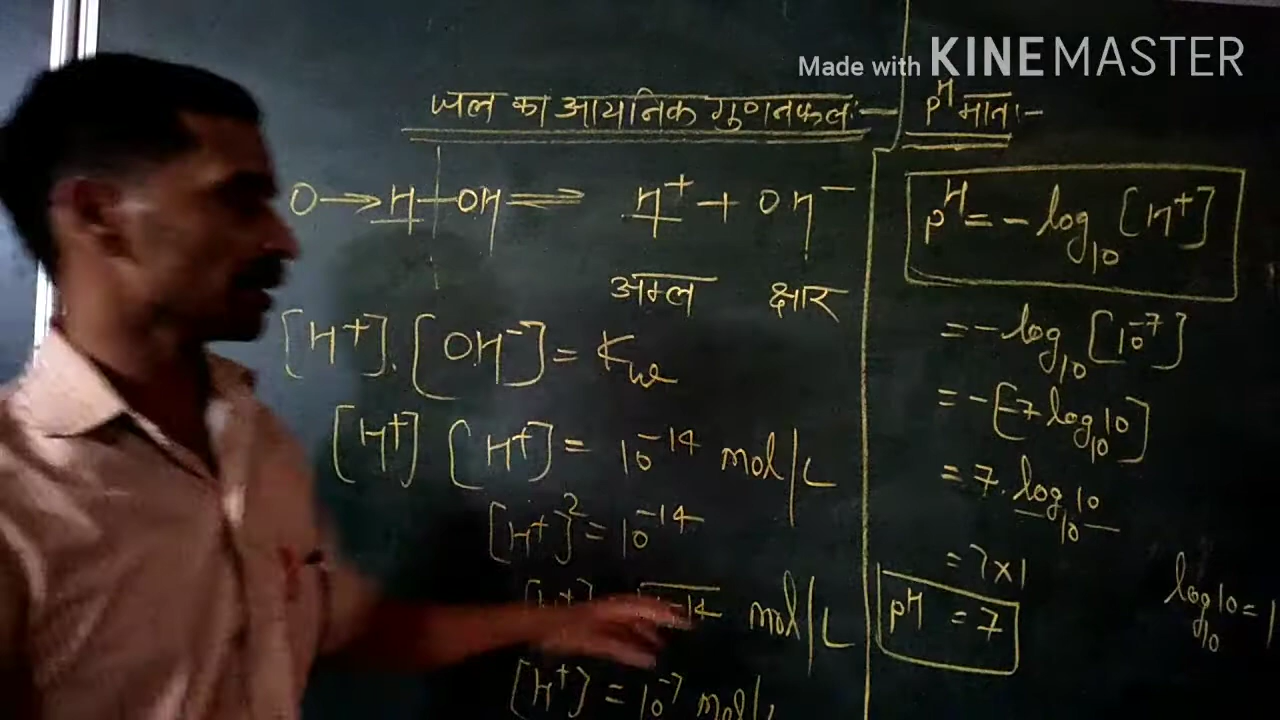 Made with KINEMASTER
जल का आयनिक गुणनफल:—
O → H — OH ⇌ H⁺ + OH⁻
अम्ल क्षार
[H⁺].[OH⁻] = Kw
[H⁺] [H⁺] = 10⁻¹⁴ mol/L
[H⁺]² = 10⁻¹⁴
mol/L
[H⁺] = 10⁻⁷ mol/L
pH मान:-
pH = -log₁₀ [H⁺]
= -log₁₀ [10⁻⁷]
= -[-7 log₁₀ 10]
= 7. log₁₀ 10
= 7×1
pH = 7
log₁₀ 10 = 1